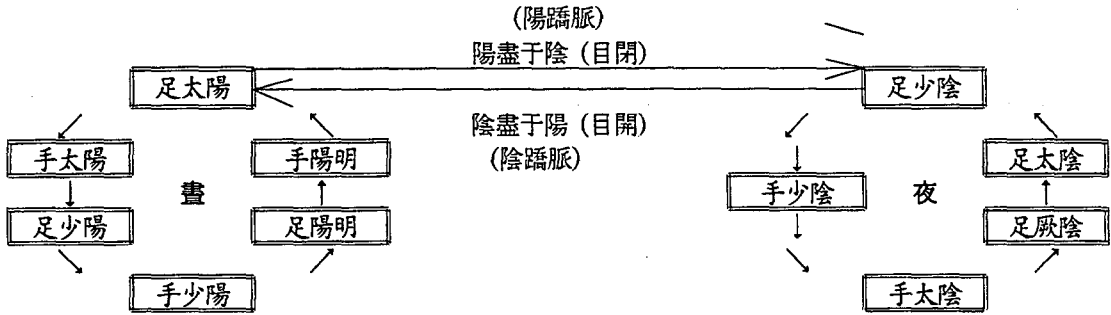 (陽蹻脈)
陽盡于陰 (目閉)
足太陽 足少陰
陰盡于陽 (目開)
(陰蹻脈)
手太陽 手陽明 足太陰
晝 手少陰 夜
足少陽 足陽明 足厥陰
手少陽 手太陰